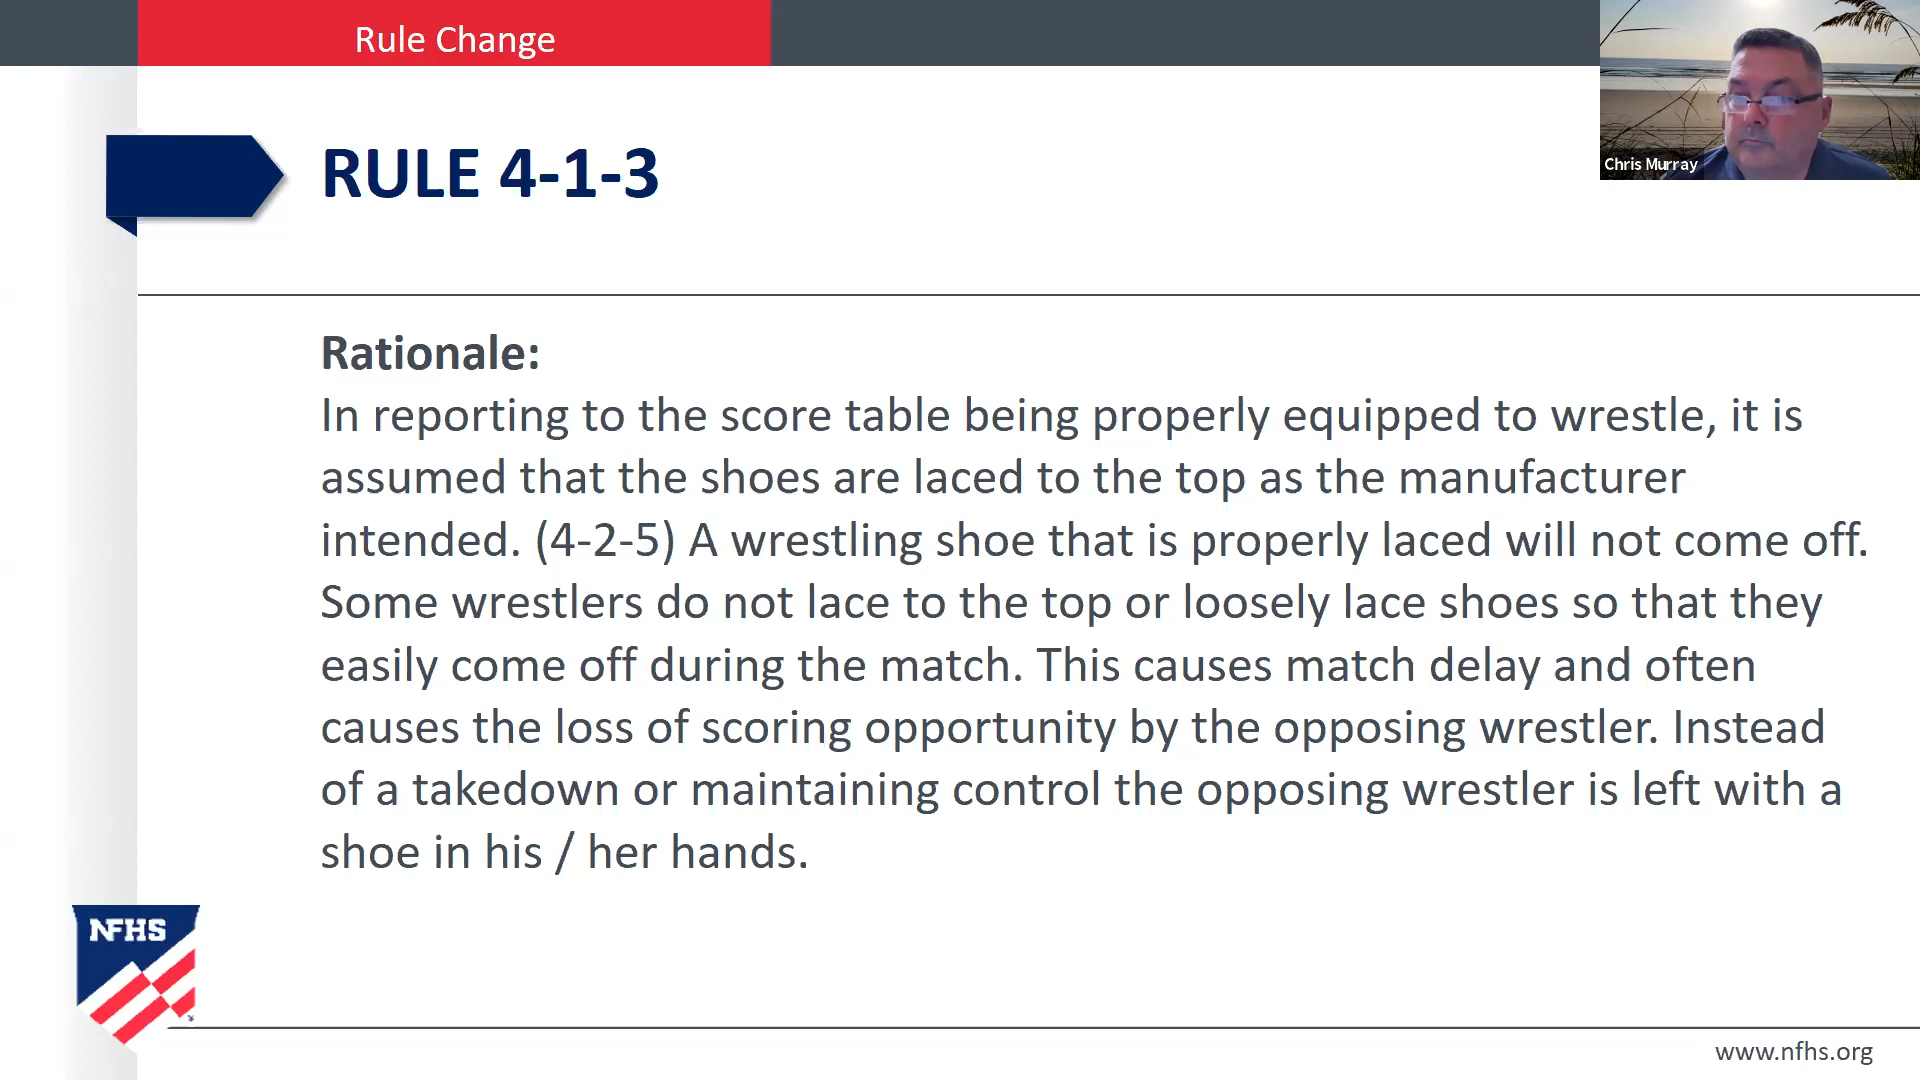 Rule Change
Chris Murray
RULE 4-1-3
Rationale:
In reporting to the score table being properly equipped to wrestle, it is
assumed that the shoes are laced to the top as the manufacturer
intended. (4-2-5) A wrestling shoe that is properly laced will not come off.
Some wrestlers do not lace to the top or loosely lace shoes so that they
easily come off during the match. This causes match delay and often
causes the loss of scoring opportunity by the opposing wrestler. Instead
of a takedown or maintaining control the opposing wrestler is left with a
shoe in his / her hands.
NFHS
www.nfhs.org